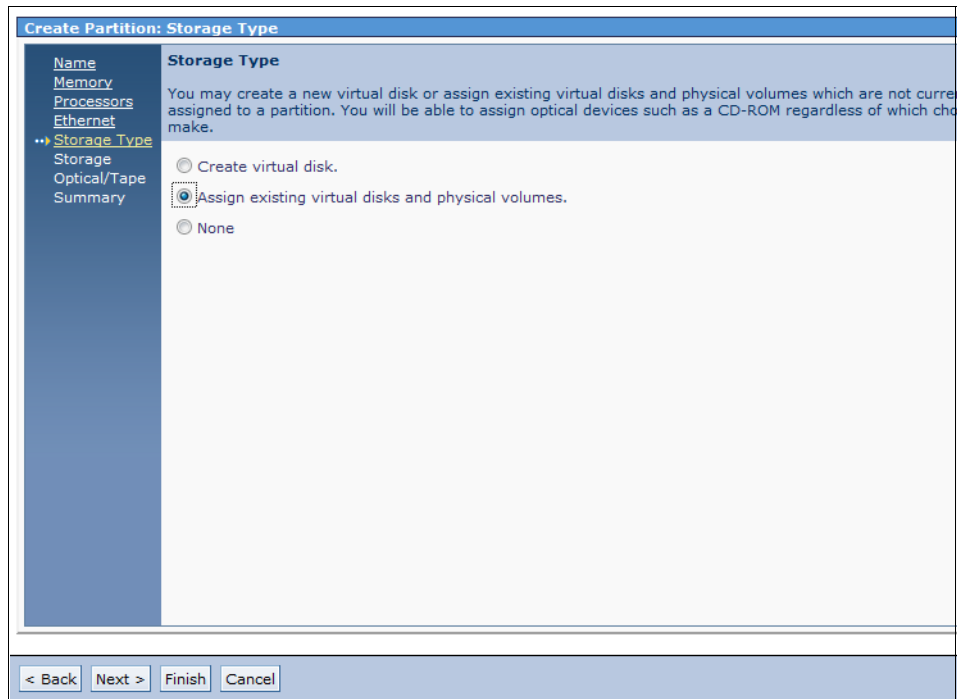 Create Partition: Storage Type
Name
Memory
Processors
Ethernet
Storage Type
Storage
Optical/Tape
Summary
Storage Type
You may create a new virtual disk or assign existing virtual disks and physical volumes which are not curre
assigned to a partition. You will be able to assign optical devices such as a CD-ROM regardless of which cho
make.
Create virtual disk.
Assign existing virtual disks and physical volumes.
None
< Back Next > Finish Cancel